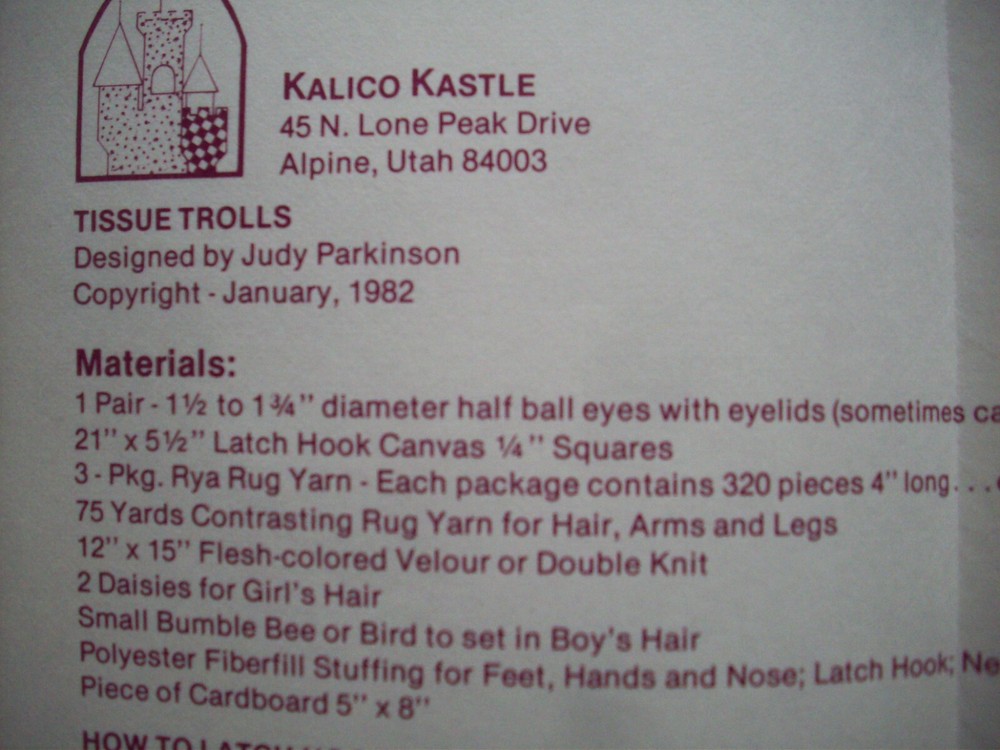 KALICO KASTLE
45 N. Lone Peak Drive
Alpine, Utah 84003
TISSUE TROLLS
Designed by Judy Parkinson
Copyright - January, 1982
Materials:
1 Pair - 1½ to 1¾" diameter half ball eyes with eyelids (sometimes
21" x 5½" Latch Hook Canvas ¼" Squares
3 - Pkg. Rya Rug Yarn - Each package contains 320 pieces 4" long...
75 Yards Contrasting Rug Yarn for Hair, Arms and Legs
12" x 15" Flesh-colored Velour or Double Knit
2 Daisies for Girl's Hair
Small Bumble Bee or Bird to set in Boy's Hair
Polyester Fiberfill Stuffing for Feet, Hands and Nose; Latch Hook;
Piece of Cardboard 5" x 8"
HOW TO